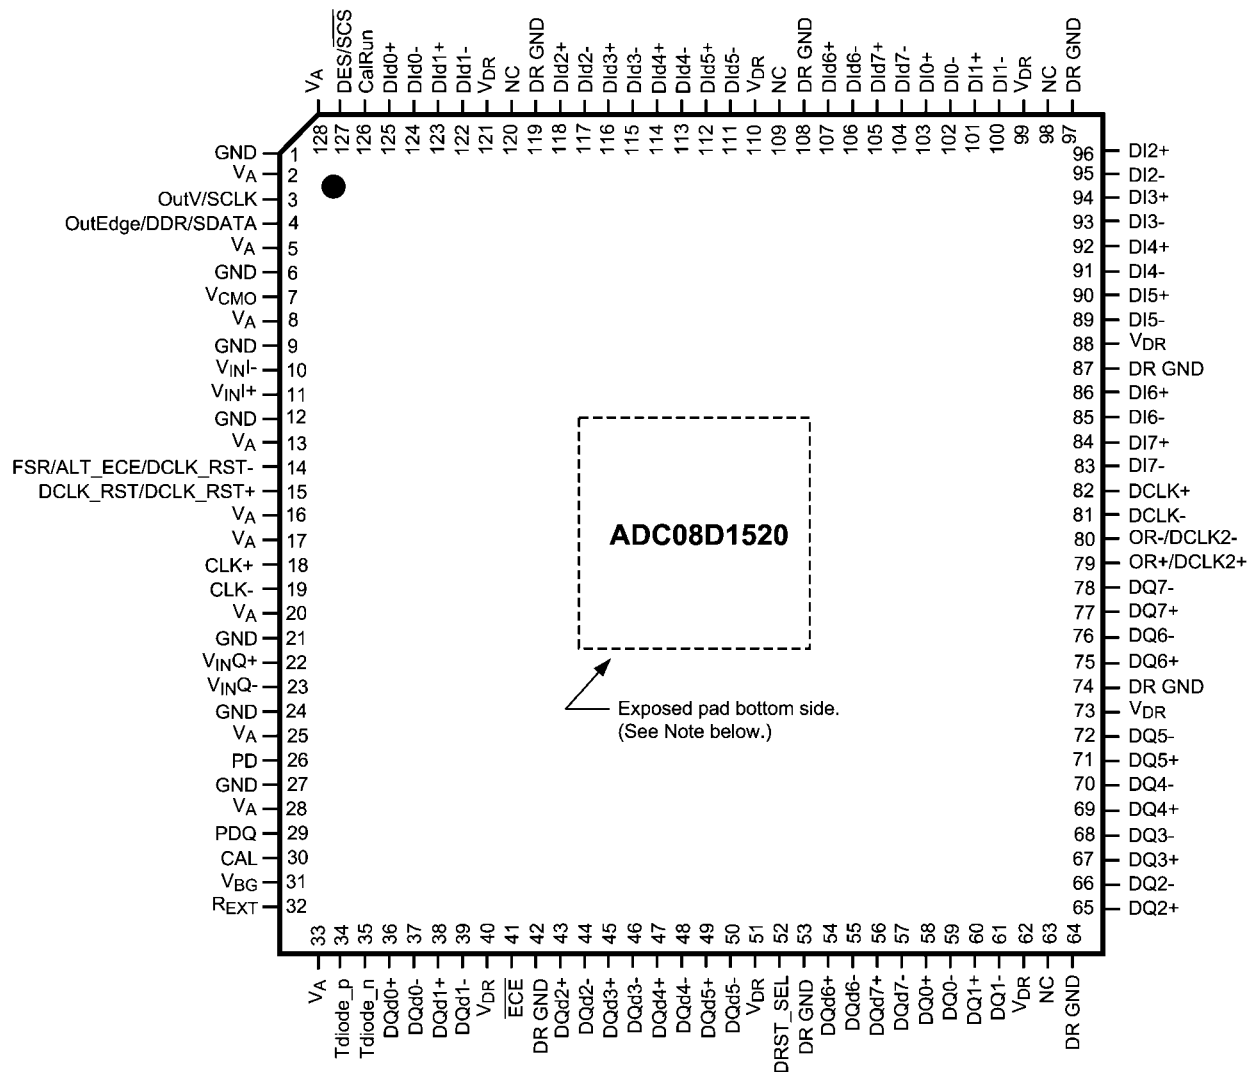 VA
DES/SCS
CalRun
DId0+
DId0-
DId1+
DId1-
VDR
NC
DR GND
DId2+
DId2-
DId3+
DId3-
DId4+
DId4-
DId5+
DId5-
VDR
NC
DR GND
DId6+
DId6-
DId7+
DId7-
DI0+
DI0-
DI1+
DI1-
VDR
NC
DR GND
128
127
126
125
124
123
122
121
120
119
118
117
116
115
114
113
112
111
110
109
108
107
106
105
104
103
102
101
100
99
98
97
GND 1
VA 2
OutV/SCLK 3
OutEdge/DDR/SDATA 4
VA 5
GND 6
VCMO 7
VA 8
GND 9
VINI- 10
VINI+ 11
GND 12
VA 13
FSR/ALT_ECE/DCLK_RST- 14
DCLK_RST/DCLK_RST+ 15
VA 16
VA 17
CLK+ 18
CLK- 19
VA 20
GND 21
VINQ+ 22
VINQ- 23
GND 24
VA 25
PD 26
GND 27
VA 28
PDQ 29
CAL 30
VBG 31
REXT 32
ADC08D1520
Exposed pad bottom side.
(See Note below.)
96 DI2+
95 DI2-
94 DI3+
93 DI3-
92 DI4+
91 DI4-
90 DI5+
89 DI5-
88 VDR
87 DR GND
86 DI6+
85 DI6-
84 DI7+
83 DI7-
82 DCLK+
81 DCLK-
80 OR-/DCLK2-
79 OR+/DCLK2+
78 DQ7-
77 DQ7+
76 DQ6-
75 DQ6+
74 DR GND
73 VDR
72 DQ5-
71 DQ5+
70 DQ4-
69 DQ4+
68 DQ3-
67 DQ3+
66 DQ2-
65 DQ2+
33
34
35
36
37
38
39
40
41
42
43
44
45
46
47
48
49
50
51
52
53
54
55
56
57
58
59
60
61
62
63
64
VA
Tdiode_p
Tdiode_n
DQd0+
DQd0-
DQd1+
DQd1-
VDR
ECE
DR GND
DQd2+
DQd2-
DQd3+
DQd3-
DQd4+
DQd4-
DQd5+
DQd5-
VDR
DRST_SEL
DR GND
DQd6+
DQd6-
DQd7+
DQd7-
DQ0+
DQ0-
DQ1+
DQ1-
VDR
NC
DR GND